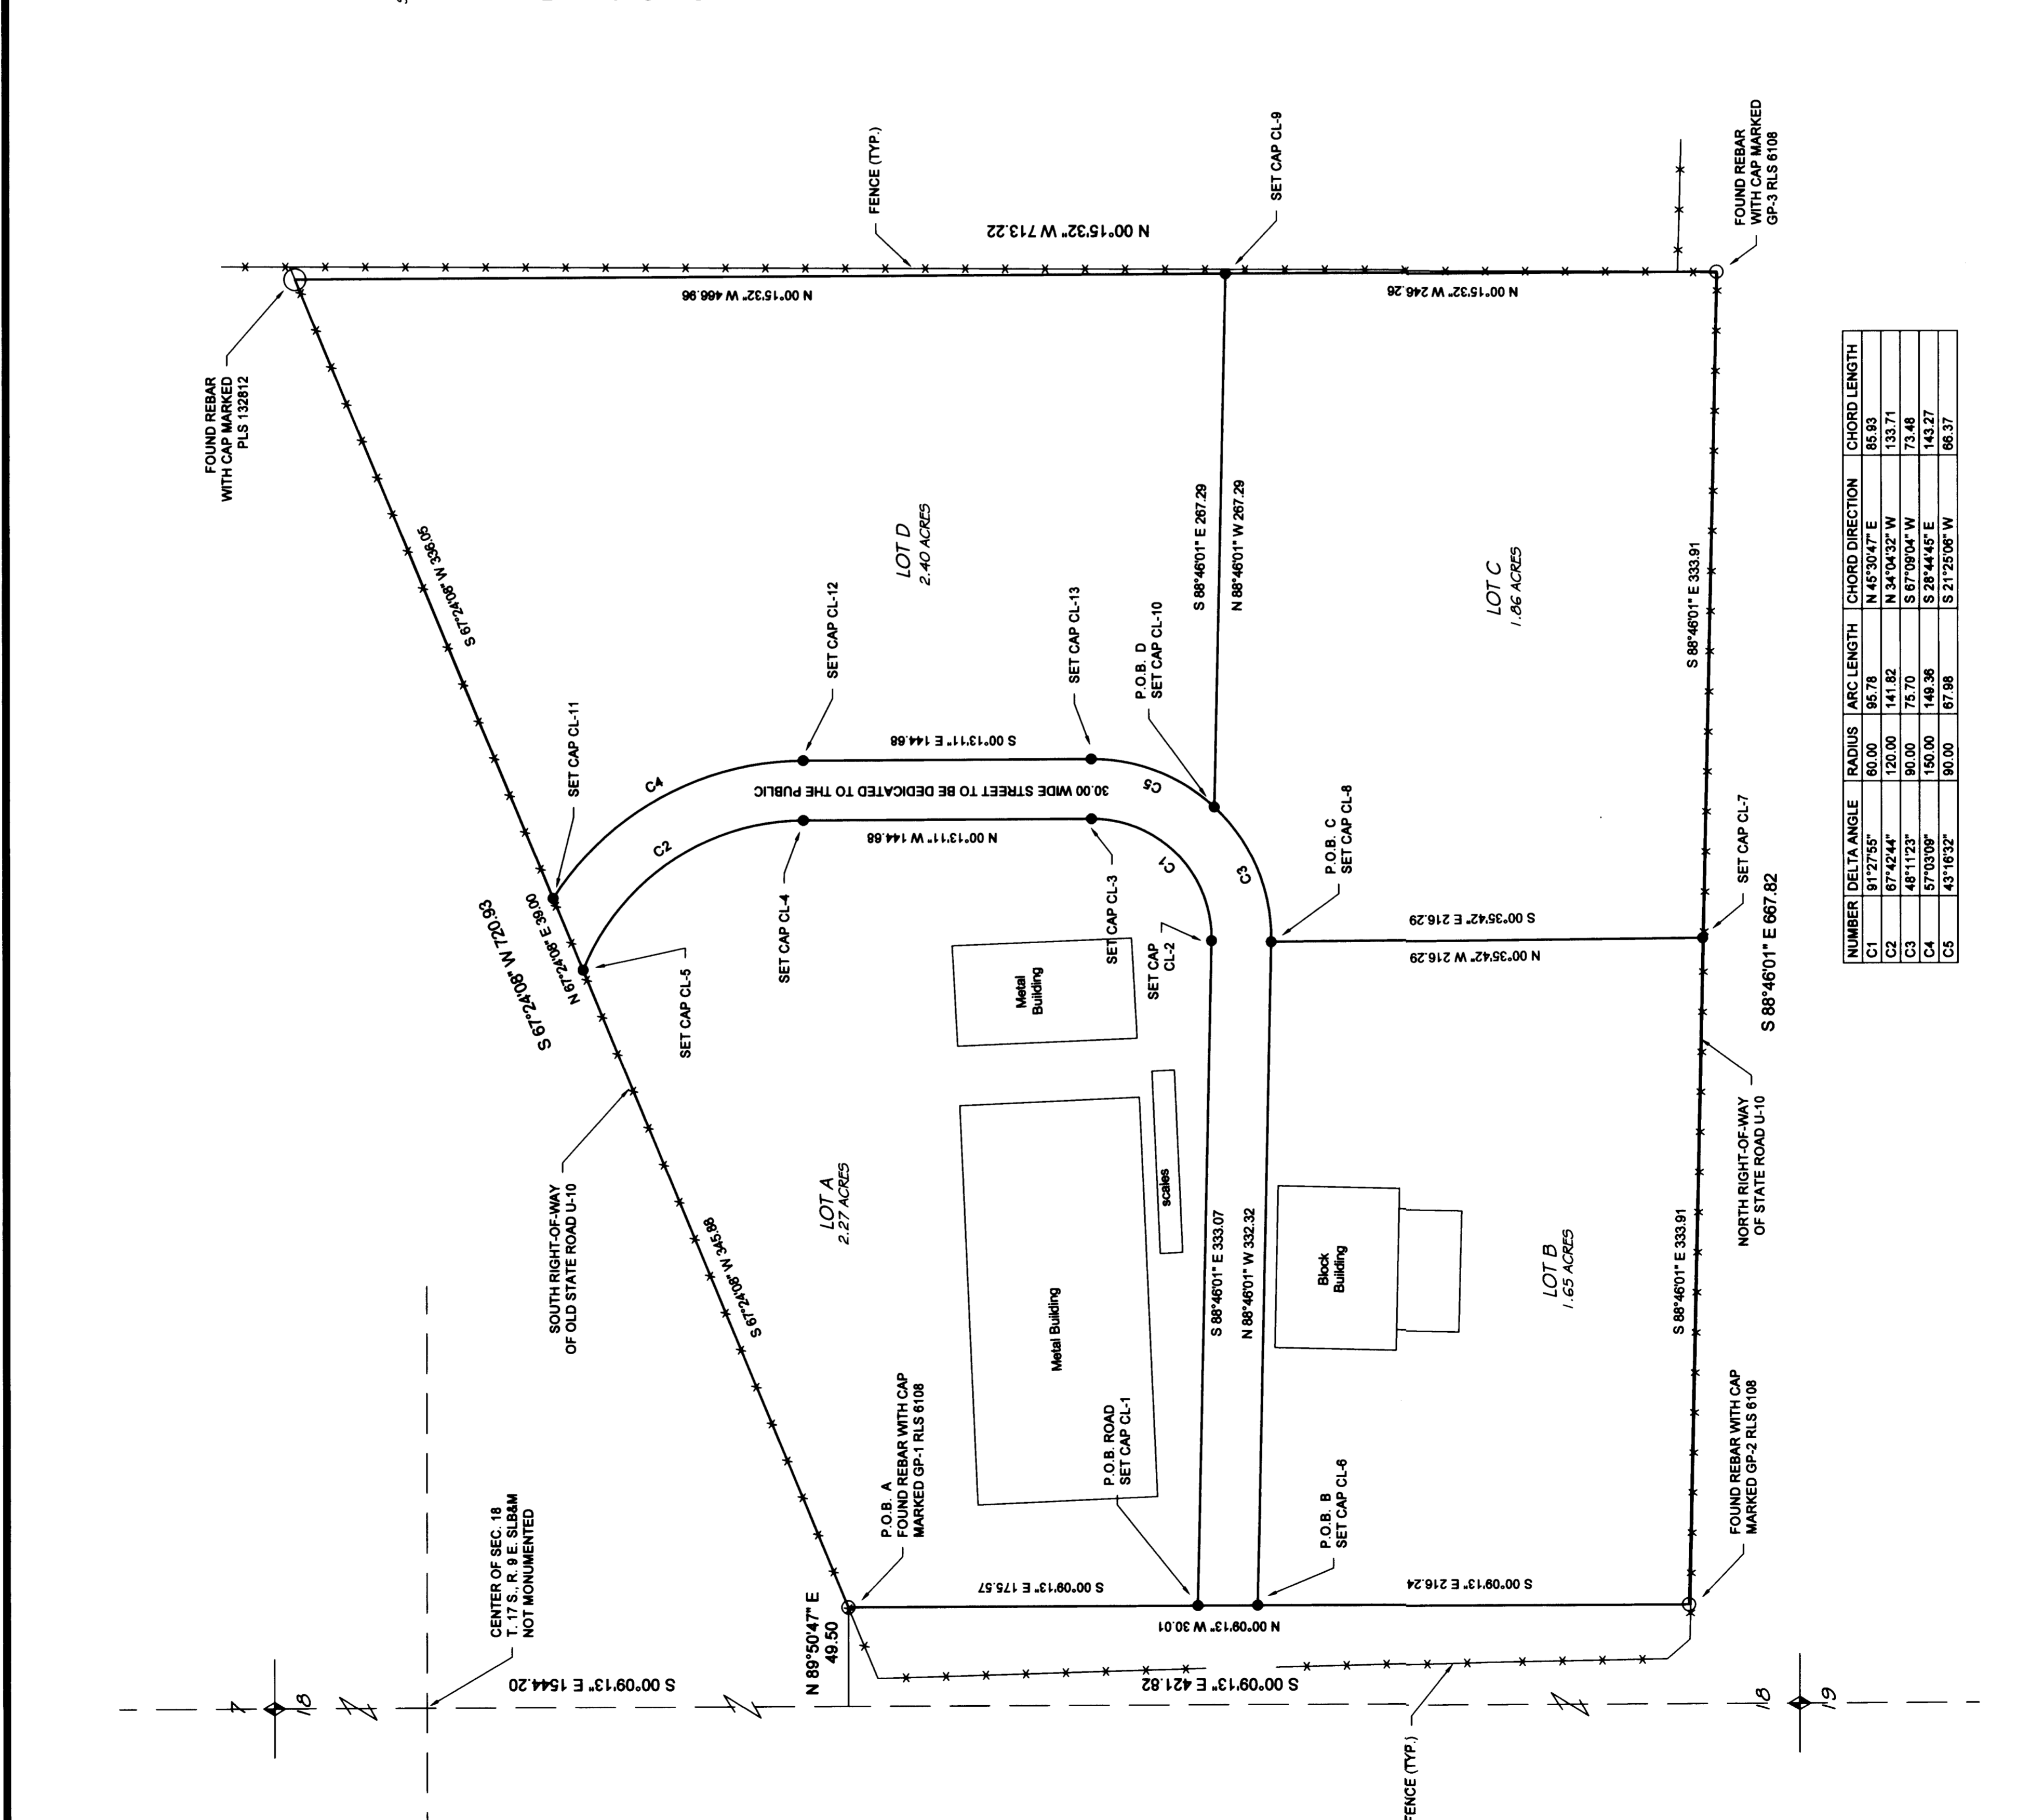 FOUND REBAR
WITH CAP MARKED
PLS 132812
FENCE (TYP.)
N 00°15'32" W 713.22
SET CAP CL-9
FOUND REBAR
WITH CAP MARKED
GP-3 RLS 6108
N 00°15'32" W 466.96
N 00°15'32" W 246.26
S 67°24'08" W 336.05
LOT D
2.40 ACRES
S 88°46'01" E 267.29
N 88°46'01" W 267.29
LOT C
1.86 ACRES
S 88°46'01" E 333.91
SET CAP CL-11
SET CAP CL-12
SET CAP CL-13
P.O.B. D
SET CAP CL-10
C4
S 00°13'11" E 144.68
30.00 WIDE STREET TO BE DEDICATED TO THE PUBLIC
C5
C2
N 00°13'11" W 144.68
C1
C3
P.O.B. C
SET CAP CL-8
SET CAP CL-7
S 67°24'08" W 720.93
N 67°24'08" E 39.00
SET CAP CL-5
SET CAP CL-4
SET CAP CL-3
SET CAP
CL-2
S 00°35'42" E 216.29
N 00°35'42" W 216.29
S 88°46'01" E 667.82
Metal
Building
SOUTH RIGHT-OF-WAY
OF OLD STATE ROAD U-10
S 67°24'08" W 345.88
LOT A
2.27 ACRES
Metal Building
scales
S 88°46'01" E 333.07
N 88°46'01" W 332.32
Block
Building
LOT B
1.65 ACRES
S 88°46'01" E 333.91
NORTH RIGHT-OF-WAY
OF STATE ROAD U-10
CENTER OF SEC. 18
T. 17 S., R. 9 E. SLB&M
NOT MONUMENTED
P.O.B. A
FOUND REBAR WITH CAP
MARKED GP-1 RLS 6108
P.O.B. ROAD
SET CAP CL-1
P.O.B. B
SET CAP CL-6
FOUND REBAR WITH CAP
MARKED GP-2 RLS 6108
S 00°09'13" E 175.57
N 00°09'13" W 30.01
S 00°09'13" E 216.24
N 89°50'47" E
49.50
S 00°09'13" E 1544.20
S 00°09'13" E 421.82
FENCE (TYP.)
7
18
18
19
NUMBER DELTA ANGLE RADIUS ARC LENGTH CHORD DIRECTION CHORD LENGTH
C1 91°27'55" 60.00 95.78 N 45°30'47" E 85.93
C2 67°42'44" 120.00 141.82 N 34°04'32" W 133.71
C3 48°11'23" 90.00 75.70 S 67°09'04" W 73.48
C4 57°03'09" 150.00 149.36 S 28°44'45" E 143.27
C5 43°16'32" 90.00 67.98 S 21°25'06" W 66.37